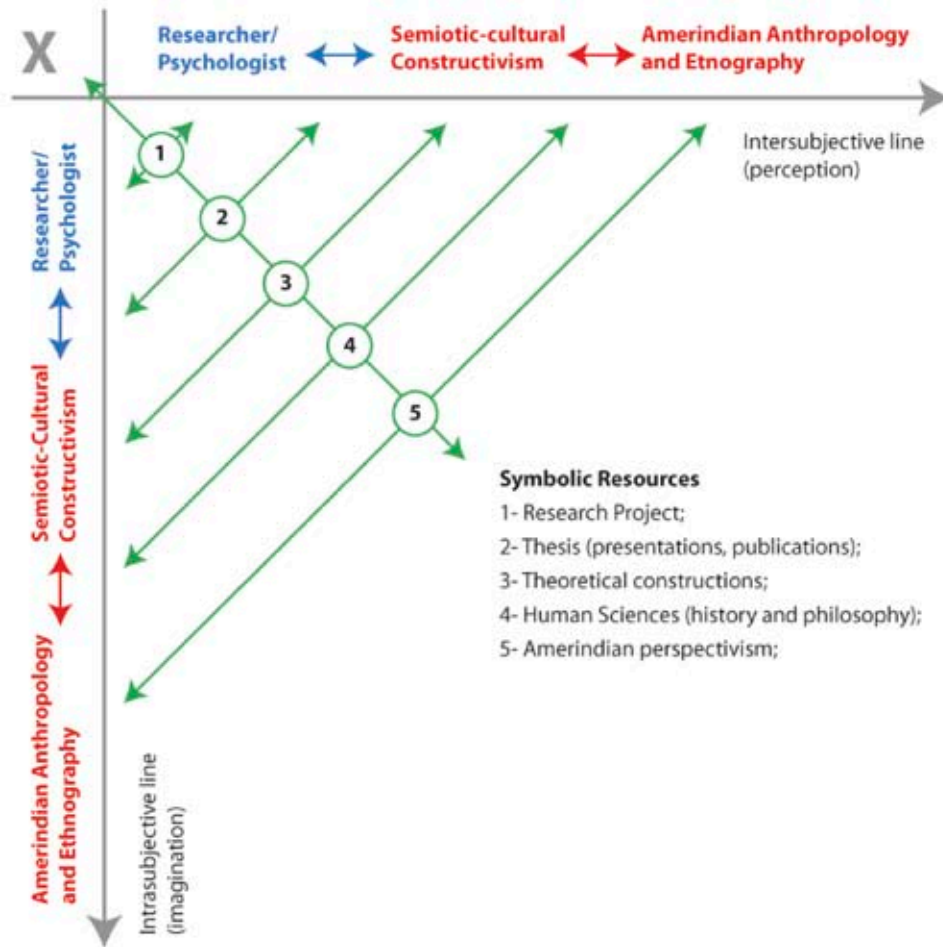 X
Researcher/
Psychologist
Semiotic-cultural
Constructivism
Amerindian Anthropology
and Etnography
Intersubjective line
(perception)
Researcher/
Psychologist
Semiotic-Cultural
Constructivism
Amerindian Anthropology
and Ethnography
Intrasubjective line
(imagination)
1
2
3
4
5
Symbolic Resources
1- Research Project;
2- Thesis (presentations, publications);
3- Theoretical constructions;
4- Human Sciences (history and philosophy);
5- Amerindian perspectivism;